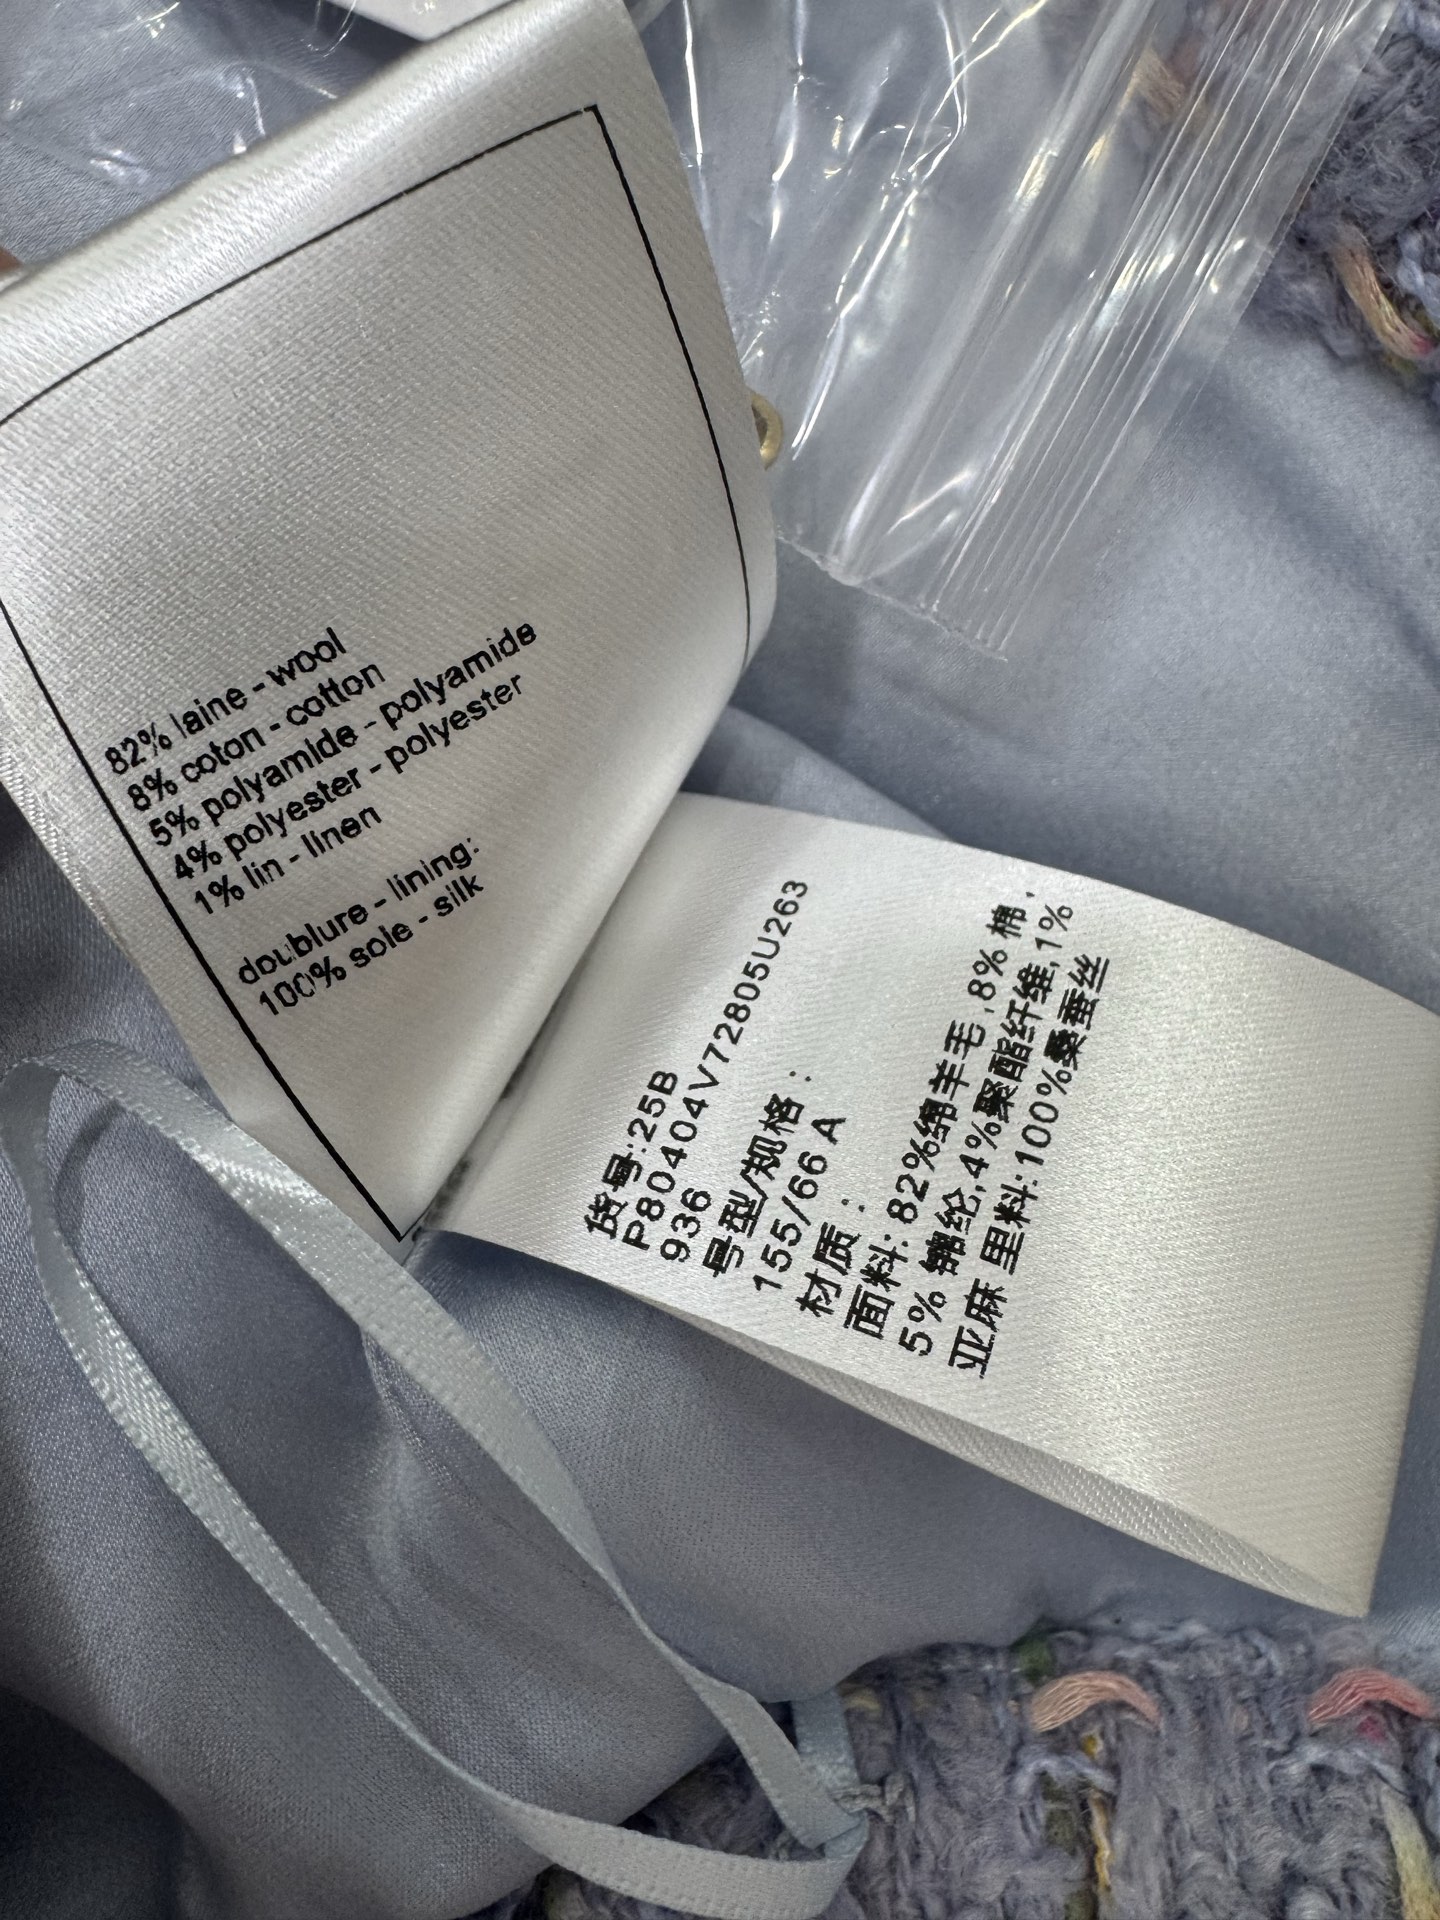 82% laine - wool
8% coton - cotton
5% polyamide - polyamide
4% polyester - polyester
1% lin - linen
doublure - lining:
100% soie - silk
货号:25B
P80404V72805U263
936
号型/规格：
155/66 A
材质：
面料: 82%绵羊毛,8% 棉,
5% 锦纶,4%聚酯纤维,1%
亚麻 里料:100%桑蚕丝